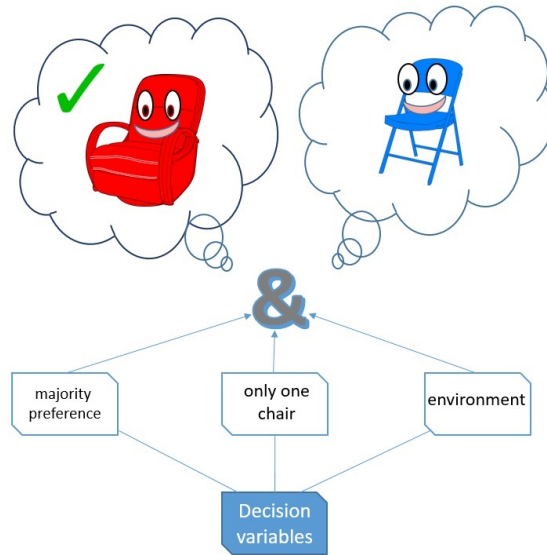 &
majority
preference
only one
chair
environment
Decision
variables